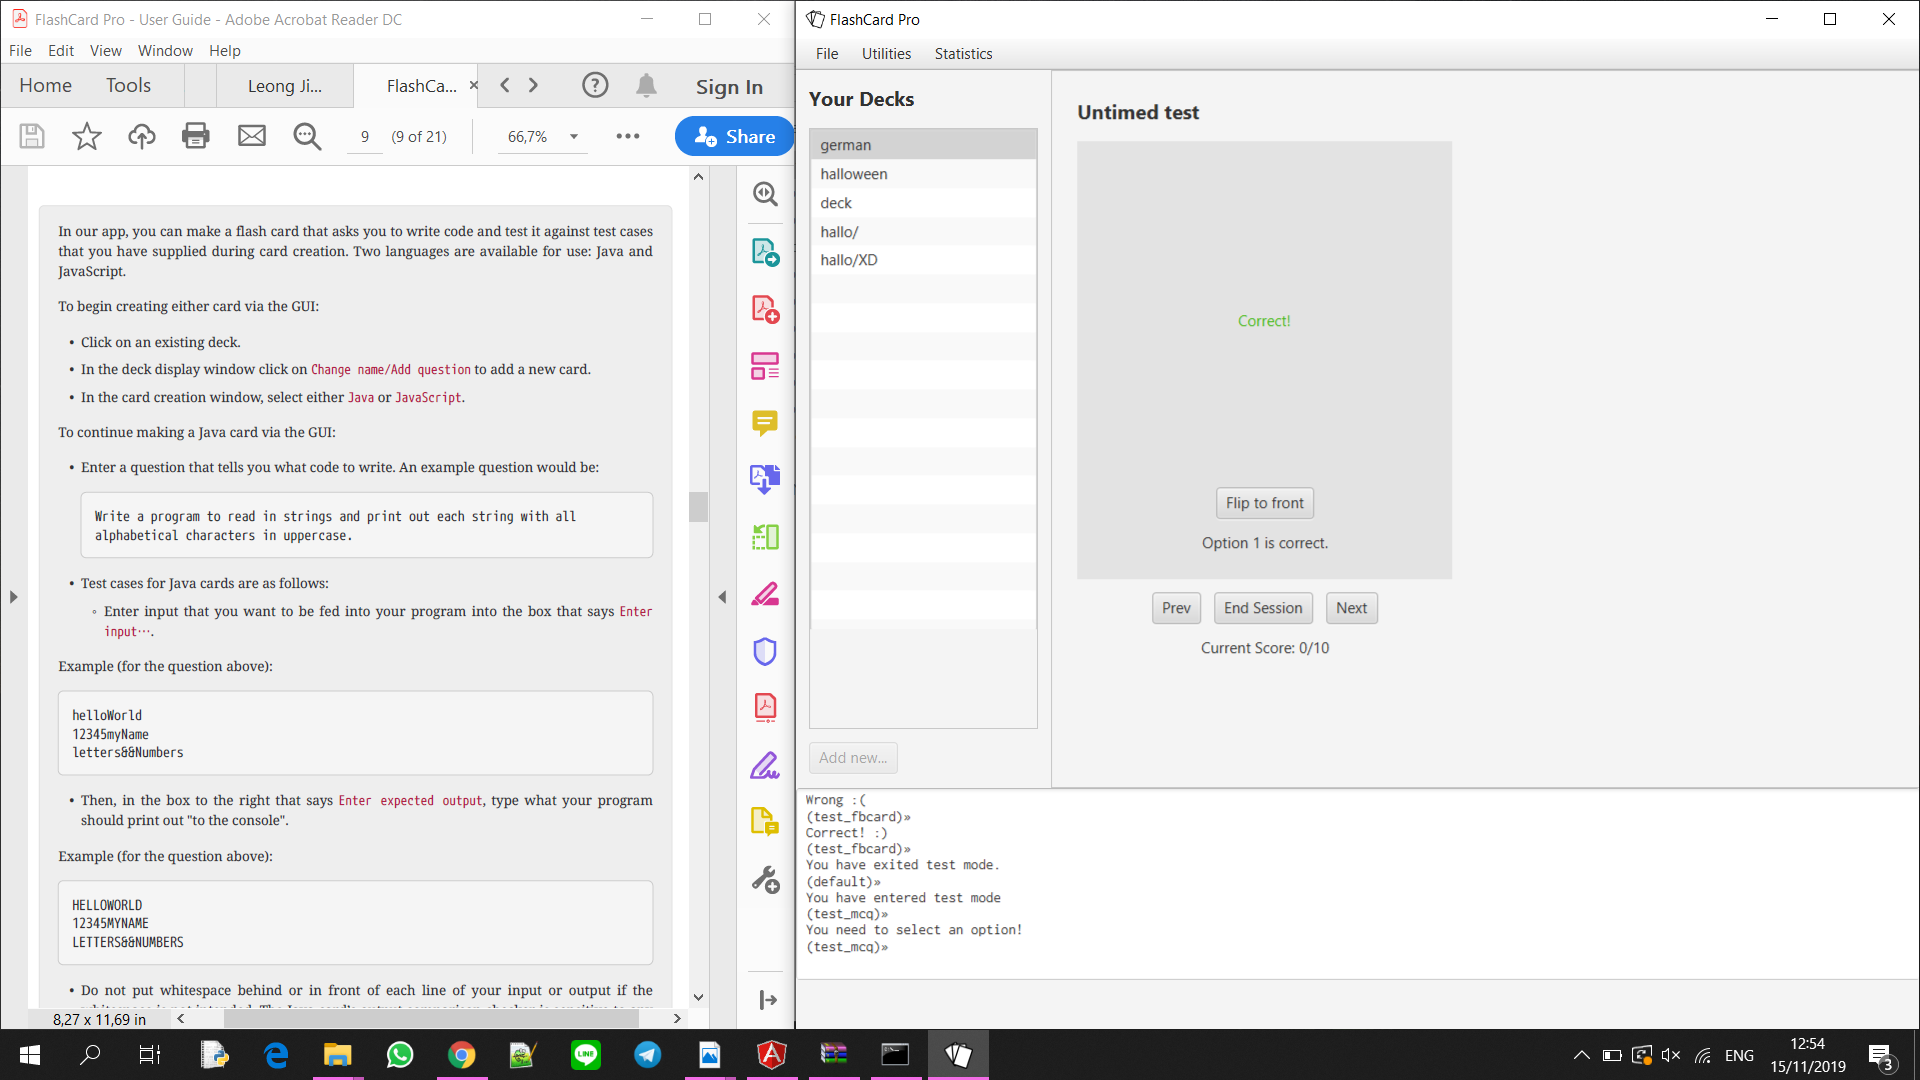 FlashCard Pro - User Guide - Adobe Acrobat Reader DC
File Edit View Window Help
Home Tools Leong Ji... FlashCa... Sign In
9 (9 of 21) 66,7% Share
In our app, you can make a flash card that asks you to write code and test it against test cases
that you have supplied during card creation. Two languages are available for use: Java and
JavaScript.
To begin creating either card via the GUI:
• Click on an existing deck.
• In the deck display window click on Change name/Add question to add a new card.
• In the card creation window, select either Java or JavaScript.
To continue making a Java card via the GUI:
• Enter a question that tells you what code to write. An example question would be:
Write a program to read in strings and print out each string with all
alphabetical characters in uppercase.
• Test cases for Java cards are as follows:
◦ Enter input that you want to be fed into your program into the box that says Enter
input….
Example (for the question above):
helloWorld
12345myName
letters&&Numbers
• Then, in the box to the right that says Enter expected output, type what your program
should print out "to the console".
Example (for the question above):
HELLOWORLD
12345MYNAME
LETTERS&&NUMBERS
• Do not put whitespace behind or in front of each line of your input or output if the
8,27 x 11,69 in
FlashCard Pro
File Utilities Statistics
Your Decks
german
halloween
deck
hallo/
hallo/XD
Add new...
Untimed test
Correct!
Flip to front
Option 1 is correct.
Prev End Session Next
Current Score: 0/10
Wrong :(
(test_fbcard)»
Correct! :)
(test_fbcard)»
You have exited test mode.
(default)»
You have entered test mode
(test_mcq)»
You need to select an option!
(test_mcq)»
LINE
ENG
12:54
15/11/2019
3